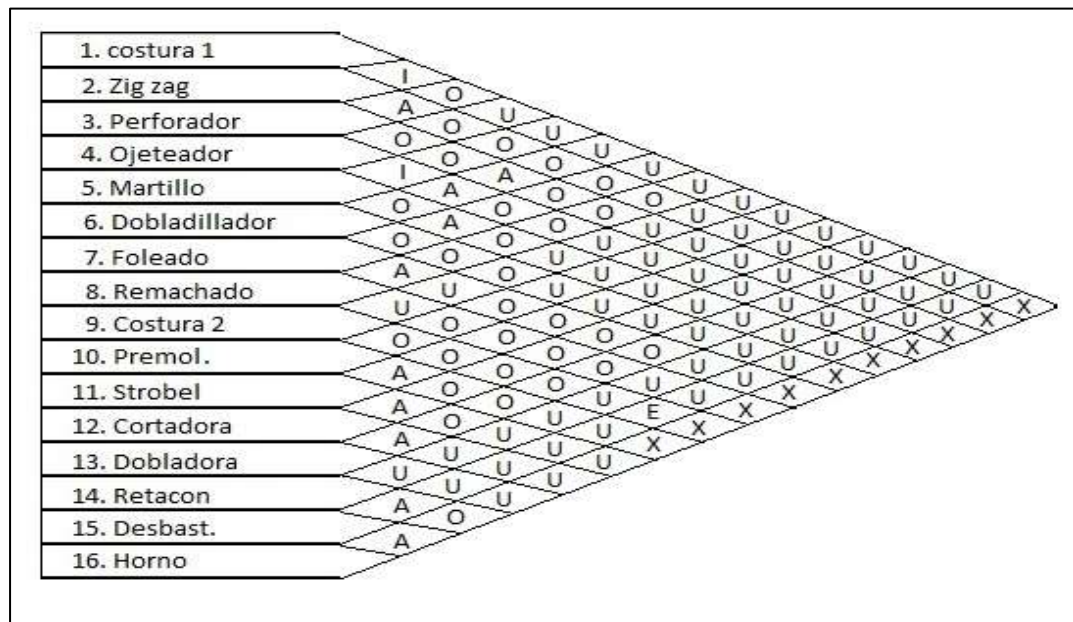 1. costura 1
I O U U U U U U U U U U U U X
2. Zig zag
A O O O O O U U U U U U U X
3. Perforador
O O A O O U U U U U U U X
4. Ojeteador
I A O O U U U U U U U X
5. Martillo
O A O U U U U U U U X
6. Dobladillador
O O O U U U U U U X
7. Foleado
A U O O O O U U X
8. Remachado
U O O O O U U X
9. Costura 2
O O O O U E X
10. Premol.
A O O U U X
11. Strobel
A O U U U
12. Cortadora
A U U U
13. Dobladora
U U U
14. Retacon
A O
15. Desbast.
A
16. Horno